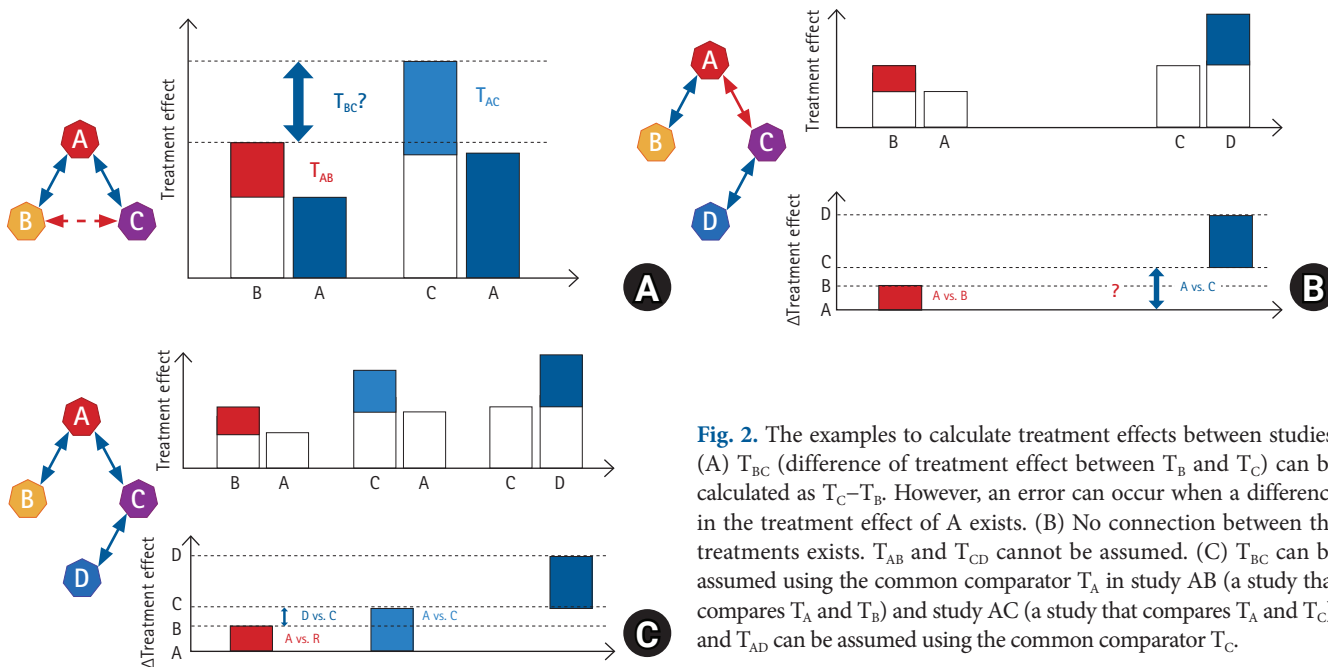 A
B
C
Treatment effect
T_BC?
T_AC
T_AB
B A C A
A
A
B
C
D
Treatment effect
B A C D
ΔTreatment effect
D
C
B
A
A vs. B
?
A vs. C
B
A
B
C
D
Treatment effect
B A C A C D
ΔTreatment effect
D
C
B
A
D vs. C
A vs. R
A vs. C
C
Fig. 2. The examples to calculate treatment effects between studies
(A) T_BC (difference of treatment effect between T_B and T_C) can b
calculated as T_C–T_B. However, an error can occur when a differenc
in the treatment effect of A exists. (B) No connection between th
treatments exists. T_AB and T_CD cannot be assumed. (C) T_BC can b
assumed using the common comparator T_A in study AB (a study tha
compares T_A and T_B) and study AC (a study that compares T_A and T_C)
and T_AD can be assumed using the common comparator T_C.